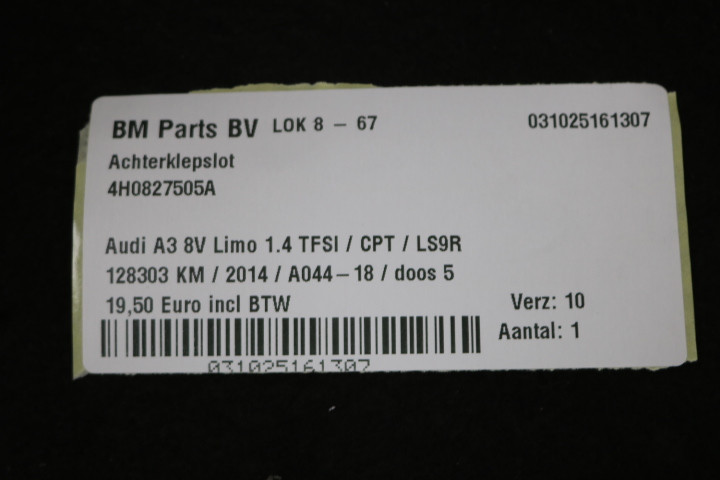 BM Parts BV LOK 8 - 67 031025161307
Achterklepslot
4H0827505A
Audi A3 8V Limo 1.4 TFSI / CPT / LS9R
128303 KM / 2014 / A044-18 / doos 5
19,50 Euro incl BTW Verz: 10
Aantal: 1
031025161307